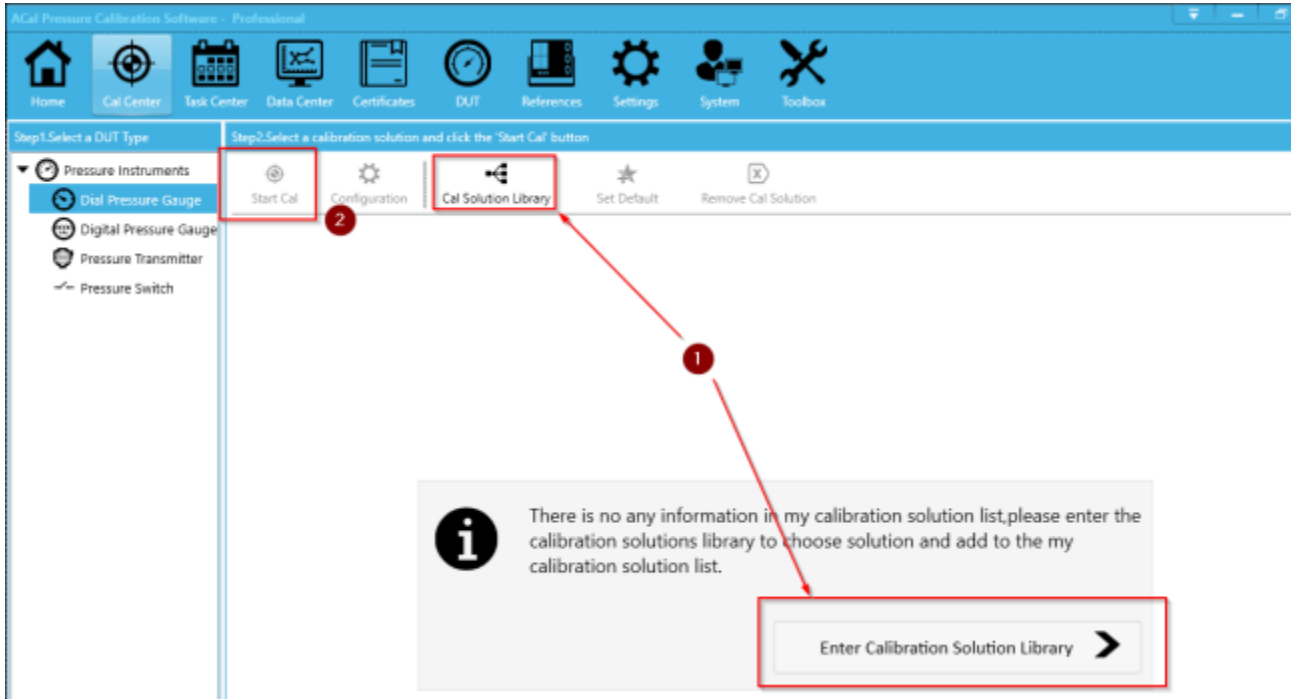 ACal Pressure Calibration Software - Professional
Home
Cal Center
Task Center
Data Center
Certificates
DUT
References
Settings
System
Toolbox
Step1.Select a DUT Type
Step2.Select a calibration solution and click the 'Start Cal' button
Pressure Instruments
Dial Pressure Gauge
Digital Pressure Gauge
Pressure Transmitter
Pressure Switch
Start Cal
Configuration
Cal Solution Library
Set Default
Remove Cal Solution
2
1
There is no any information in my calibration solution list,please enter the
calibration solutions library to choose solution and add to the my
calibration solution list.
Enter Calibration Solution Library